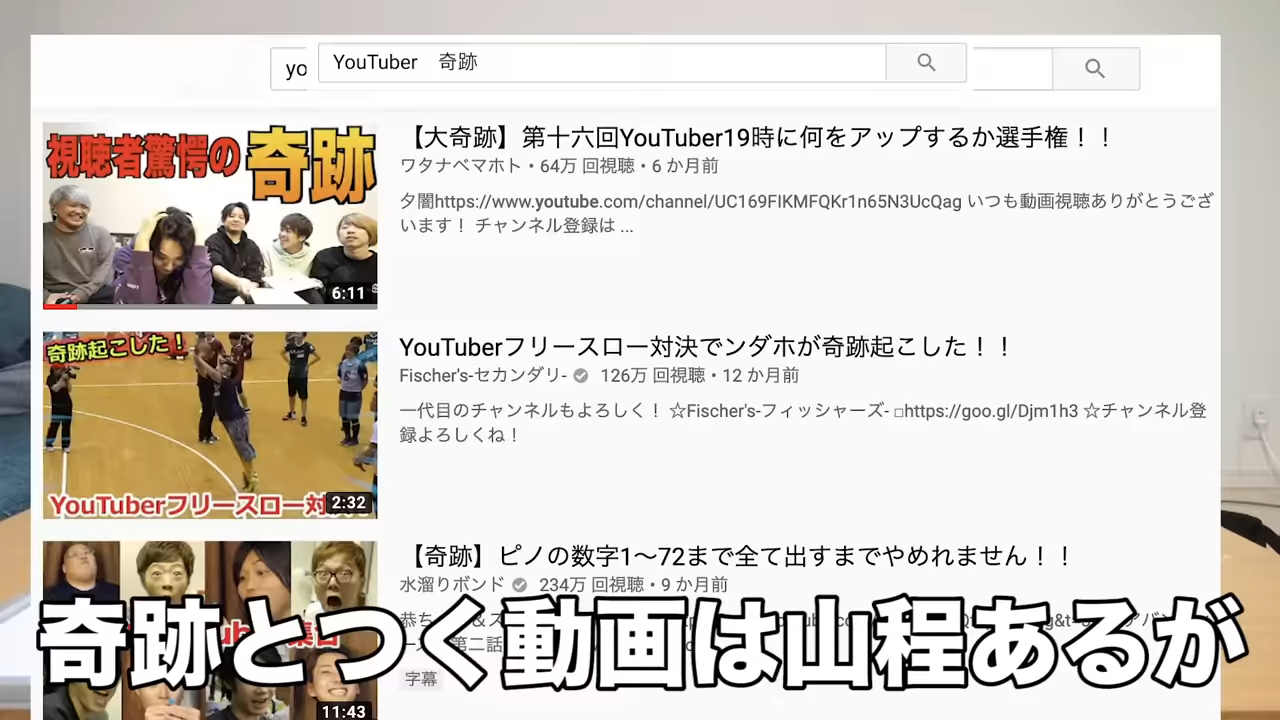 yo
YouTuber 奇跡
視聴者驚愕の 奇跡
6:11
【大奇跡】第十六回YouTuber19時に何をアップするか選手権！！
ワタナベマホト・64万 回視聴・6 か月前
夕闇https://www.youtube.com/channel/UC169FIKMFQKr1n65N3UcQag いつも動画視聴ありがとうござ
います！ チャンネル登録は ...
奇跡起こした！
YouTuberフリースロー対
2:32
YouTuberフリースロー対決でンダホが奇跡起こした！！
Fischer's-セカンダリ- 126万 回視聴・12 か月前
一代目のチャンネルもよろしく！ ☆Fischer's-フィッシャーズ- □https://goo.gl/Djm1h3 ☆チャンネル登
録よろしくね！
【奇跡】ピノの数字1〜72まで全て出すまでやめれません！！
水溜りボンド 234万 回視聴・9 か月前
字幕
11:43
奇跡とつく動画は山程あるが